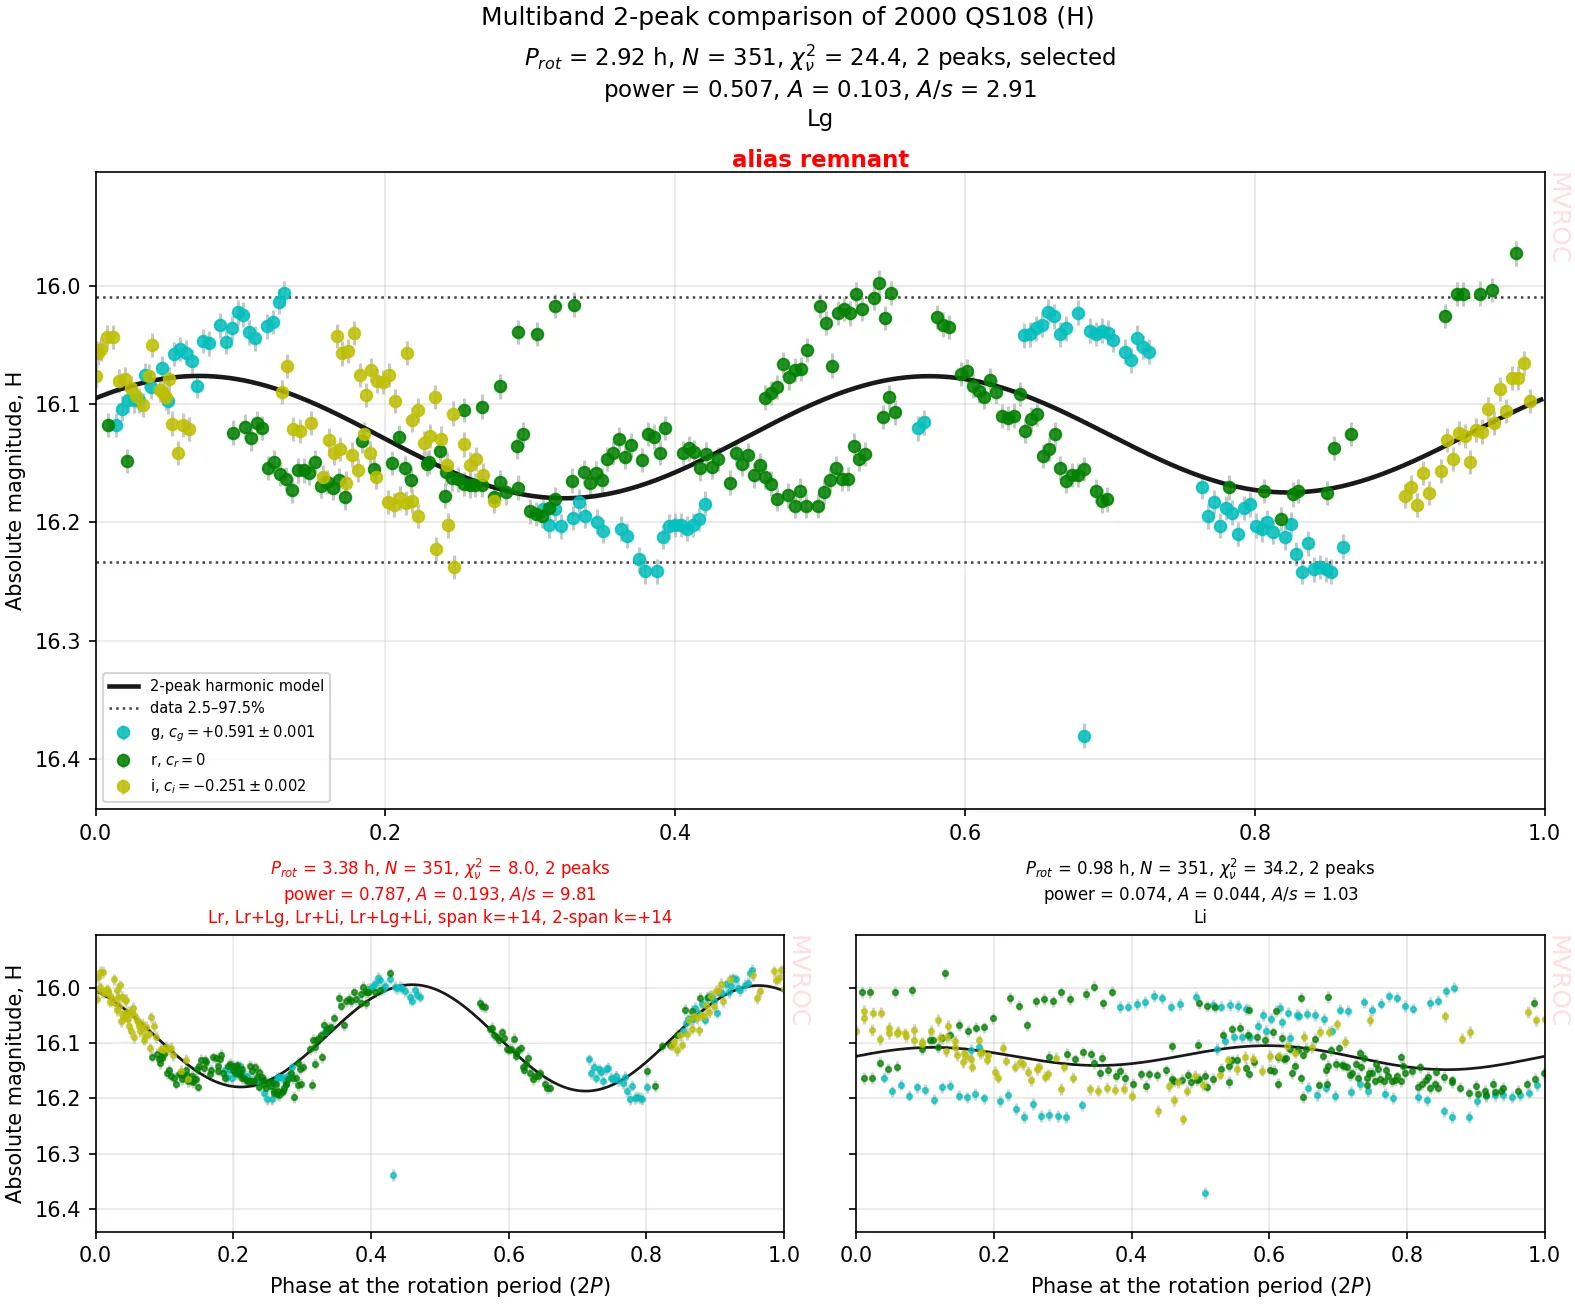 Multiband 2-peak comparison of 2000 QS108 (H)
P_rot = 2.92 h, N = 351, χ²_ν = 24.4, 2 peaks, selected
power = 0.507, A = 0.103, A/s = 2.91
Lg
alias remnant
MVROC
Absolute magnitude, H
16.0
16.1
16.2
16.3
16.4
2-peak harmonic model
data 2.5–97.5%
g, c_g = +0.591 ± 0.001
r, c_r = 0
i, c_i = −0.251 ± 0.002
0.0 0.2 0.4 0.6 0.8 1.0
P_rot = 3.38 h, N = 351, χ²_ν = 8.0, 2 peaks
power = 0.787, A = 0.193, A/s = 9.81
Lr, Lr+Lg, Lr+Li, Lr+Lg+Li, span k=+14, 2-span k=+14
MVROC
Absolute magnitude, H
16.0
16.1
16.2
16.3
16.4
0.0 0.2 0.4 0.6 0.8 1.0
Phase at the rotation period (2P)
P_rot = 0.98 h, N = 351, χ²_ν = 34.2, 2 peaks
power = 0.074, A = 0.044, A/s = 1.03
Li
MVROC
0.0 0.2 0.4 0.6 0.8 1.0
Phase at the rotation period (2P)